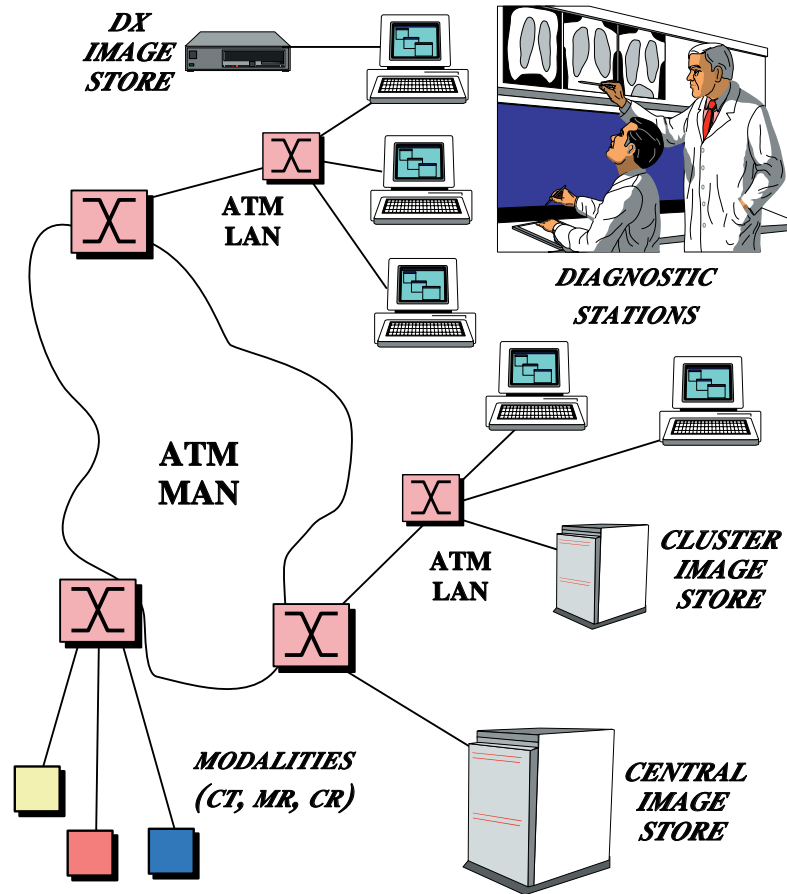 DX
IMAGE
STORE
ATM
LAN
DIAGNOSTIC
STATIONS
ATM
MAN
ATM
LAN
CLUSTER
IMAGE
STORE
MODALITIES
(CT, MR, CR)
CENTRAL
IMAGE
STORE